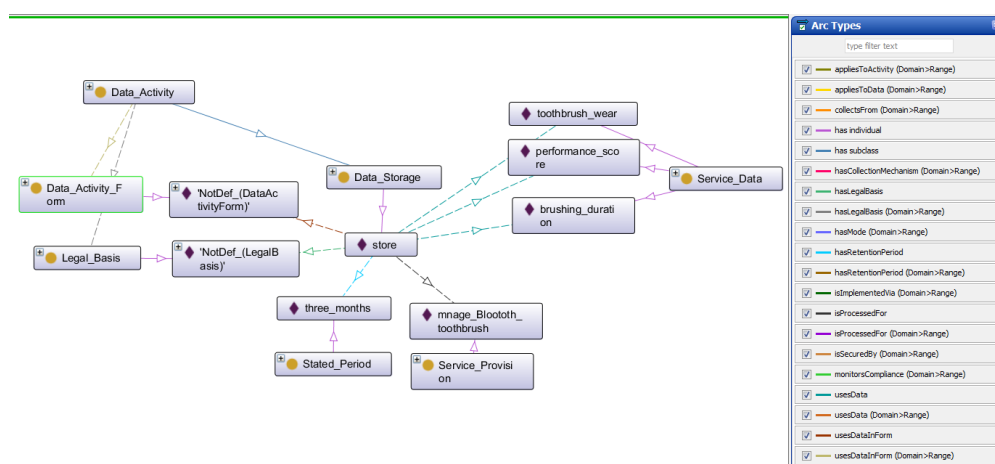 Data_Activity
toothbrush_wear
performance_sco
re
Data_Activity_F
orm
'NotDef_(DataAc
tivityForm)'
Data_Storage
Service_Data
brushing_durati
on
store
Legal_Basis
'NotDef_(LegalB
asis)'
three_months
mnage_Bloototh_
toothbrush
Stated_Period
Service_Provisi
on
Arc Types
type filter text
appliesToActivity (Domain>Range)
appliesToData (Domain>Range)
collectsFrom (Domain>Range)
has individual
has subclass
hasCollectionMechanism (Domain>Range)
hasLegalBasis
hasLegalBasis (Domain>Range)
hasMode (Domain>Range)
hasRetentionPeriod
hasRetentionPeriod (Domain>Range)
isImplementedVia (Domain>Range)
isProcessedFor
isProcessedFor (Domain>Range)
isSecuredBy (Domain>Range)
monitorsCompliance (Domain>Range)
usesData
usesData (Domain>Range)
usesDataInForm
usesDataInForm (Domain>Range)